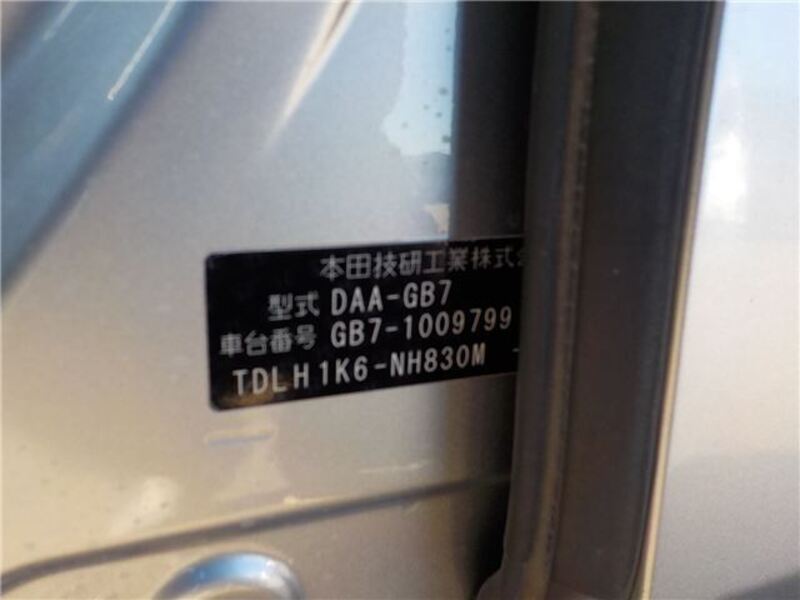 本田技研工業株式
型式 DAA-GB7
車台番号 GB7-1009799
TDLH1K6-NH830M -